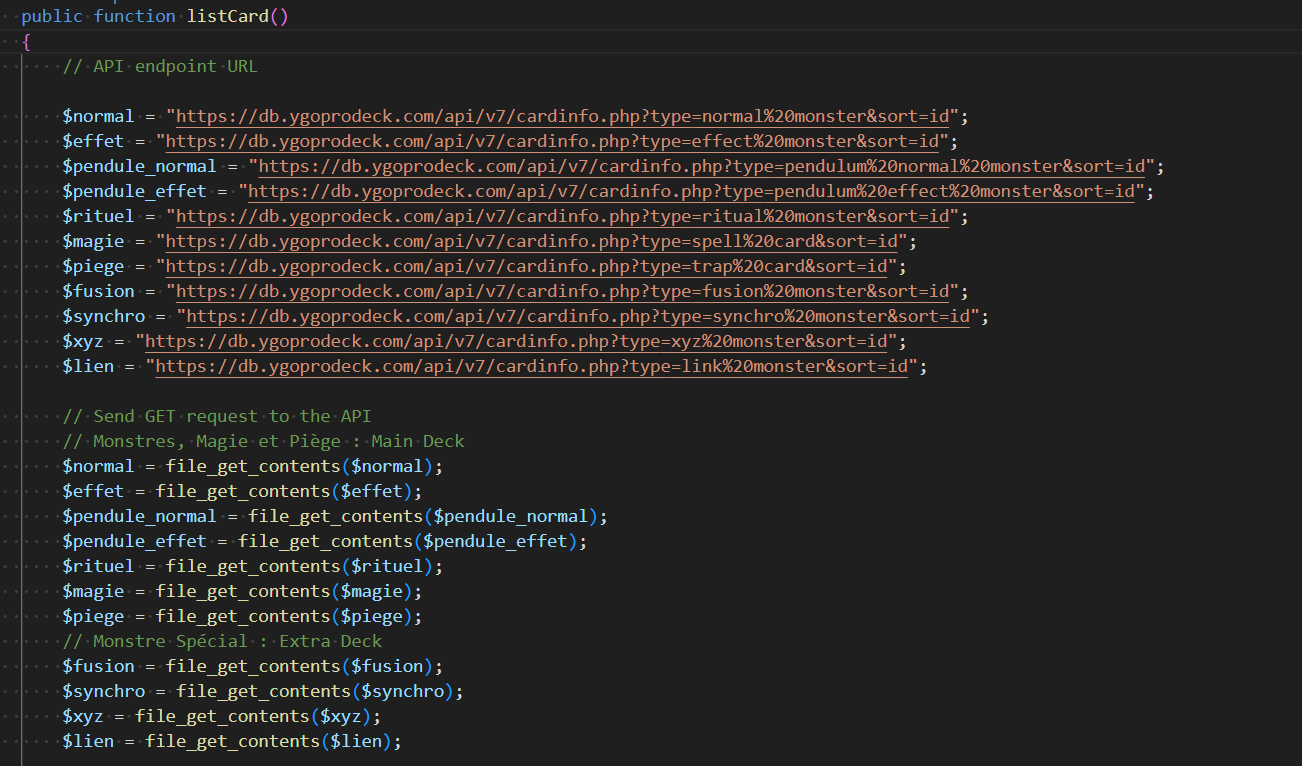 public function listCard()
{
// API endpoint URL
$normal = "https://db.ygoprodeck.com/api/v7/cardinfo.php?type=normal%20monster&sort=id";
$effet = "https://db.ygoprodeck.com/api/v7/cardinfo.php?type=effect%20monster&sort=id";
$pendule_normal = "https://db.ygoprodeck.com/api/v7/cardinfo.php?type=pendulum%20normal%20monster&sort=id";
$pendule_effet = "https://db.ygoprodeck.com/api/v7/cardinfo.php?type=pendulum%20effect%20monster&sort=id";
$rituel = "https://db.ygoprodeck.com/api/v7/cardinfo.php?type=ritual%20monster&sort=id";
$magie = "https://db.ygoprodeck.com/api/v7/cardinfo.php?type=spell%20card&sort=id";
$piege = "https://db.ygoprodeck.com/api/v7/cardinfo.php?type=trap%20card&sort=id";
$fusion = "https://db.ygoprodeck.com/api/v7/cardinfo.php?type=fusion%20monster&sort=id";
$synchro = "https://db.ygoprodeck.com/api/v7/cardinfo.php?type=synchro%20monster&sort=id";
$xyz = "https://db.ygoprodeck.com/api/v7/cardinfo.php?type=xyz%20monster&sort=id";
$lien = "https://db.ygoprodeck.com/api/v7/cardinfo.php?type=link%20monster&sort=id";
// Send GET request to the API
// Monstres, Magie et Piège : Main Deck
$normal = file_get_contents($normal);
$effet = file_get_contents($effet);
$pendule_normal = file_get_contents($pendule_normal);
$pendule_effet = file_get_contents($pendule_effet);
$rituel = file_get_contents($rituel);
$magie = file_get_contents($magie);
$piege = file_get_contents($piege);
// Monstre Spécial : Extra Deck
$fusion = file_get_contents($fusion);
$synchro = file_get_contents($synchro);
$xyz = file_get_contents($xyz);
$lien = file_get_contents($lien);